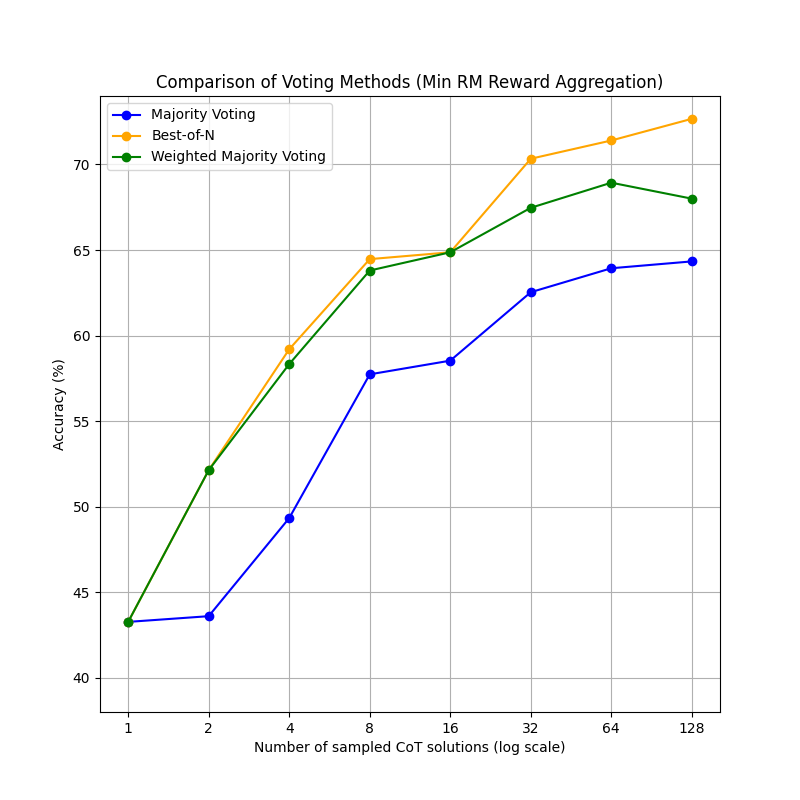 Comparison of Voting Methods (Min RM Reward Aggregation)
Majority Voting
Best-of-N
Weighted Majority Voting
70
65
60
55
50
45
40
Accuracy (%)
1 2 4 8 16 32 64 128
Number of sampled CoT solutions (log scale)